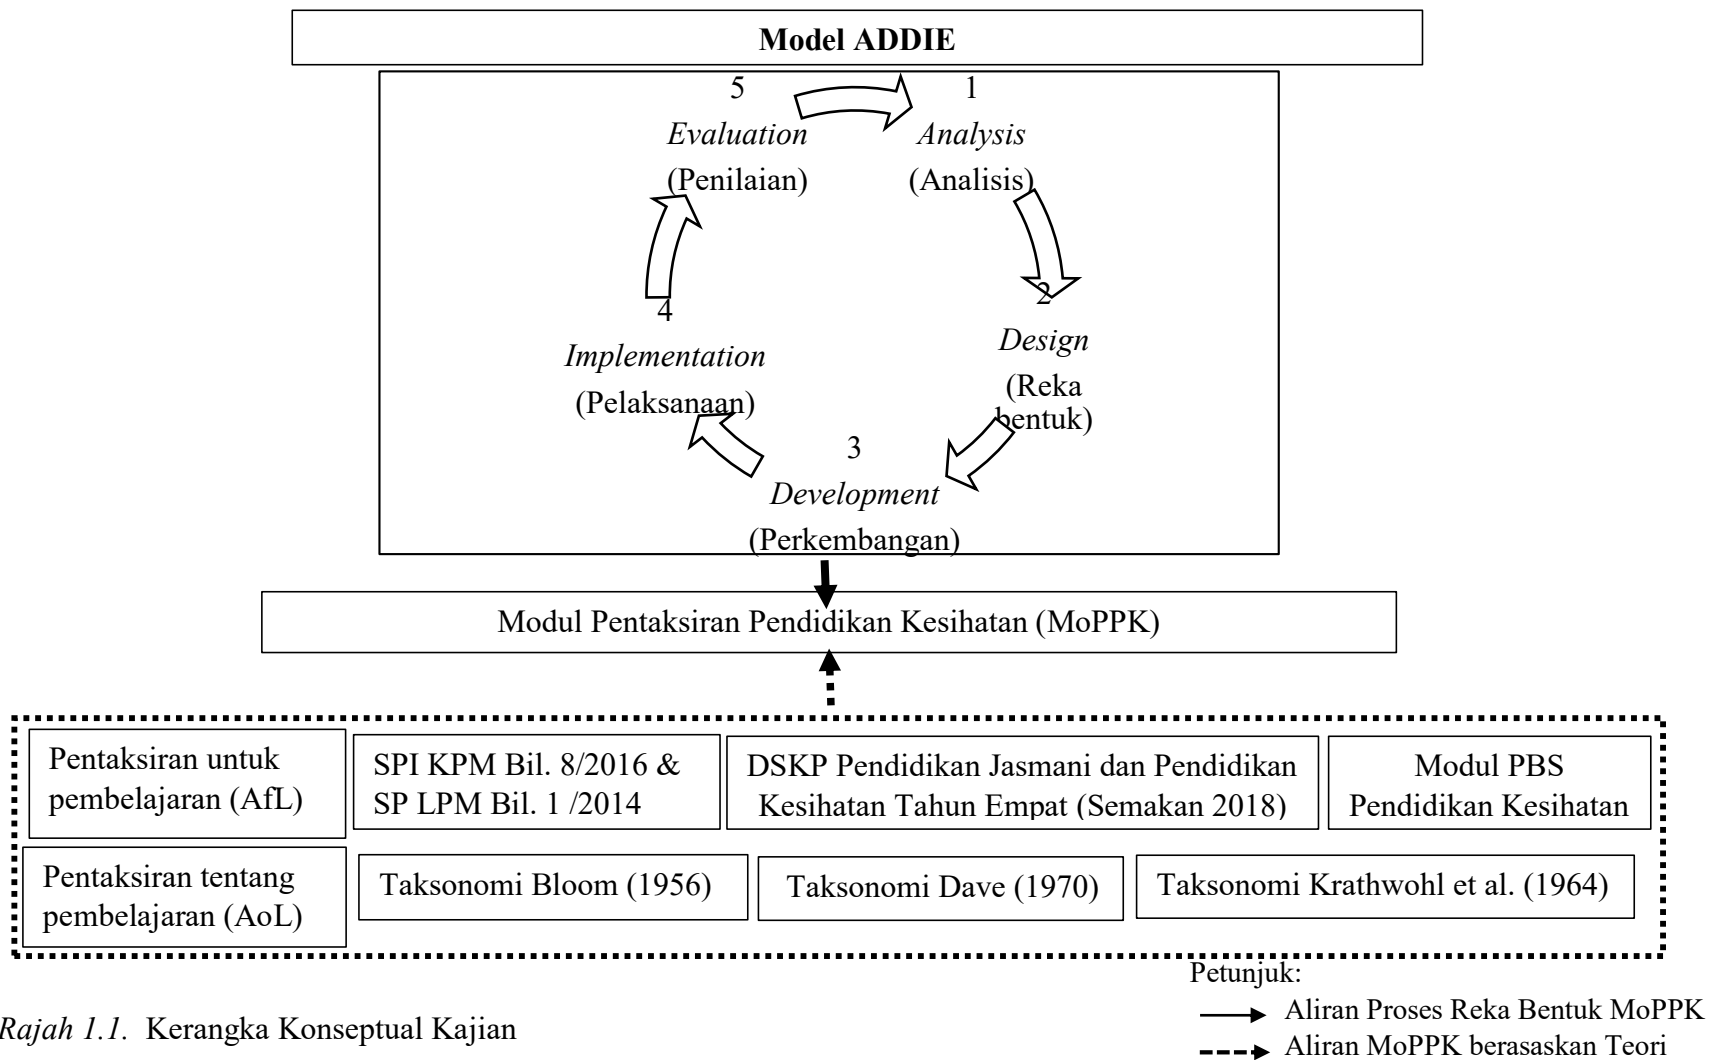 Model ADDIE
5
Evaluation
(Penilaian)
1
Analysis
(Analisis)
2
Design
(Reka
bentuk)
3
Development
(Perkembangan)
4
Implementation
(Pelaksanaan)
Modul Pentaksiran Pendidikan Kesihatan (MoPPK)
Pentaksiran untuk
pembelajaran (AfL)
SPI KPM Bil. 8/2016 &
SP LPM Bil. 1 /2014
DSKP Pendidikan Jasmani dan Pendidikan
Kesihatan Tahun Empat (Semakan 2018)
Modul PBS
Pendidikan Kesihatan
Pentaksiran tentang
pembelajaran (AoL)
Taksonomi Bloom (1956)
Taksonomi Dave (1970)
Taksonomi Krathwohl et al. (1964)
Petunjuk:
Aliran Proses Reka Bentuk MoPPK
Aliran MoPPK berasaskan Teori
Rajah 1.1. Kerangka Konseptual Kajian